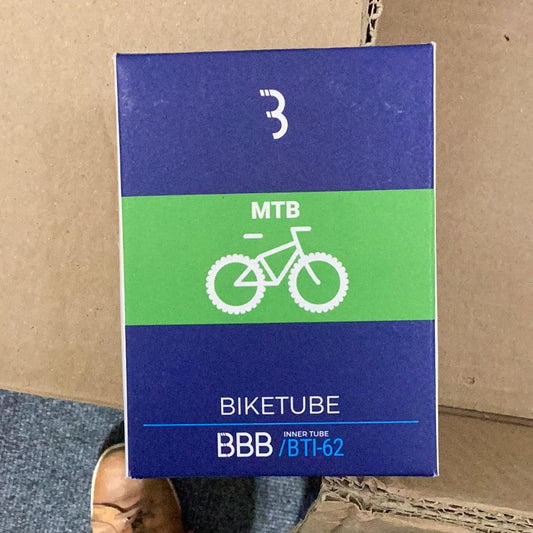 B
MTB
BIKETUBE
INNER TUBE
BBB /BTI-62